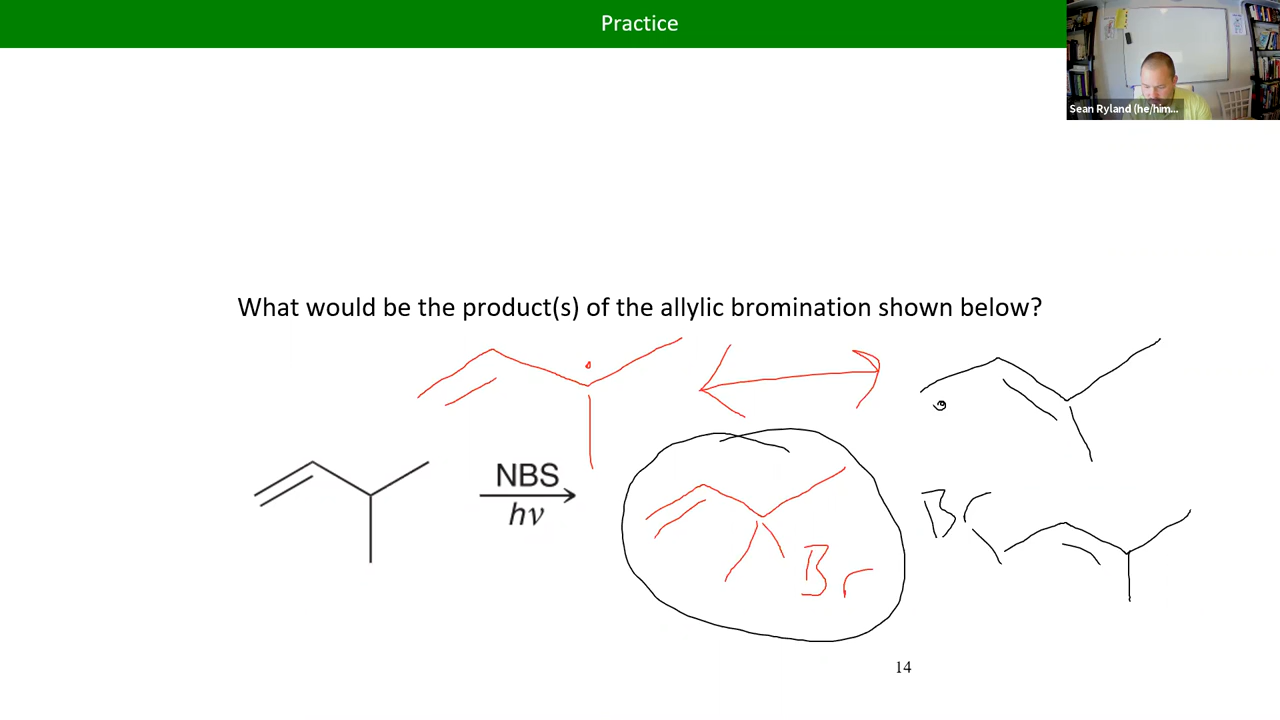 Practice
Sean Ryland (he/him...
What would be the product(s) of the allylic bromination shown below?
NBS
hν
Br
Br
14